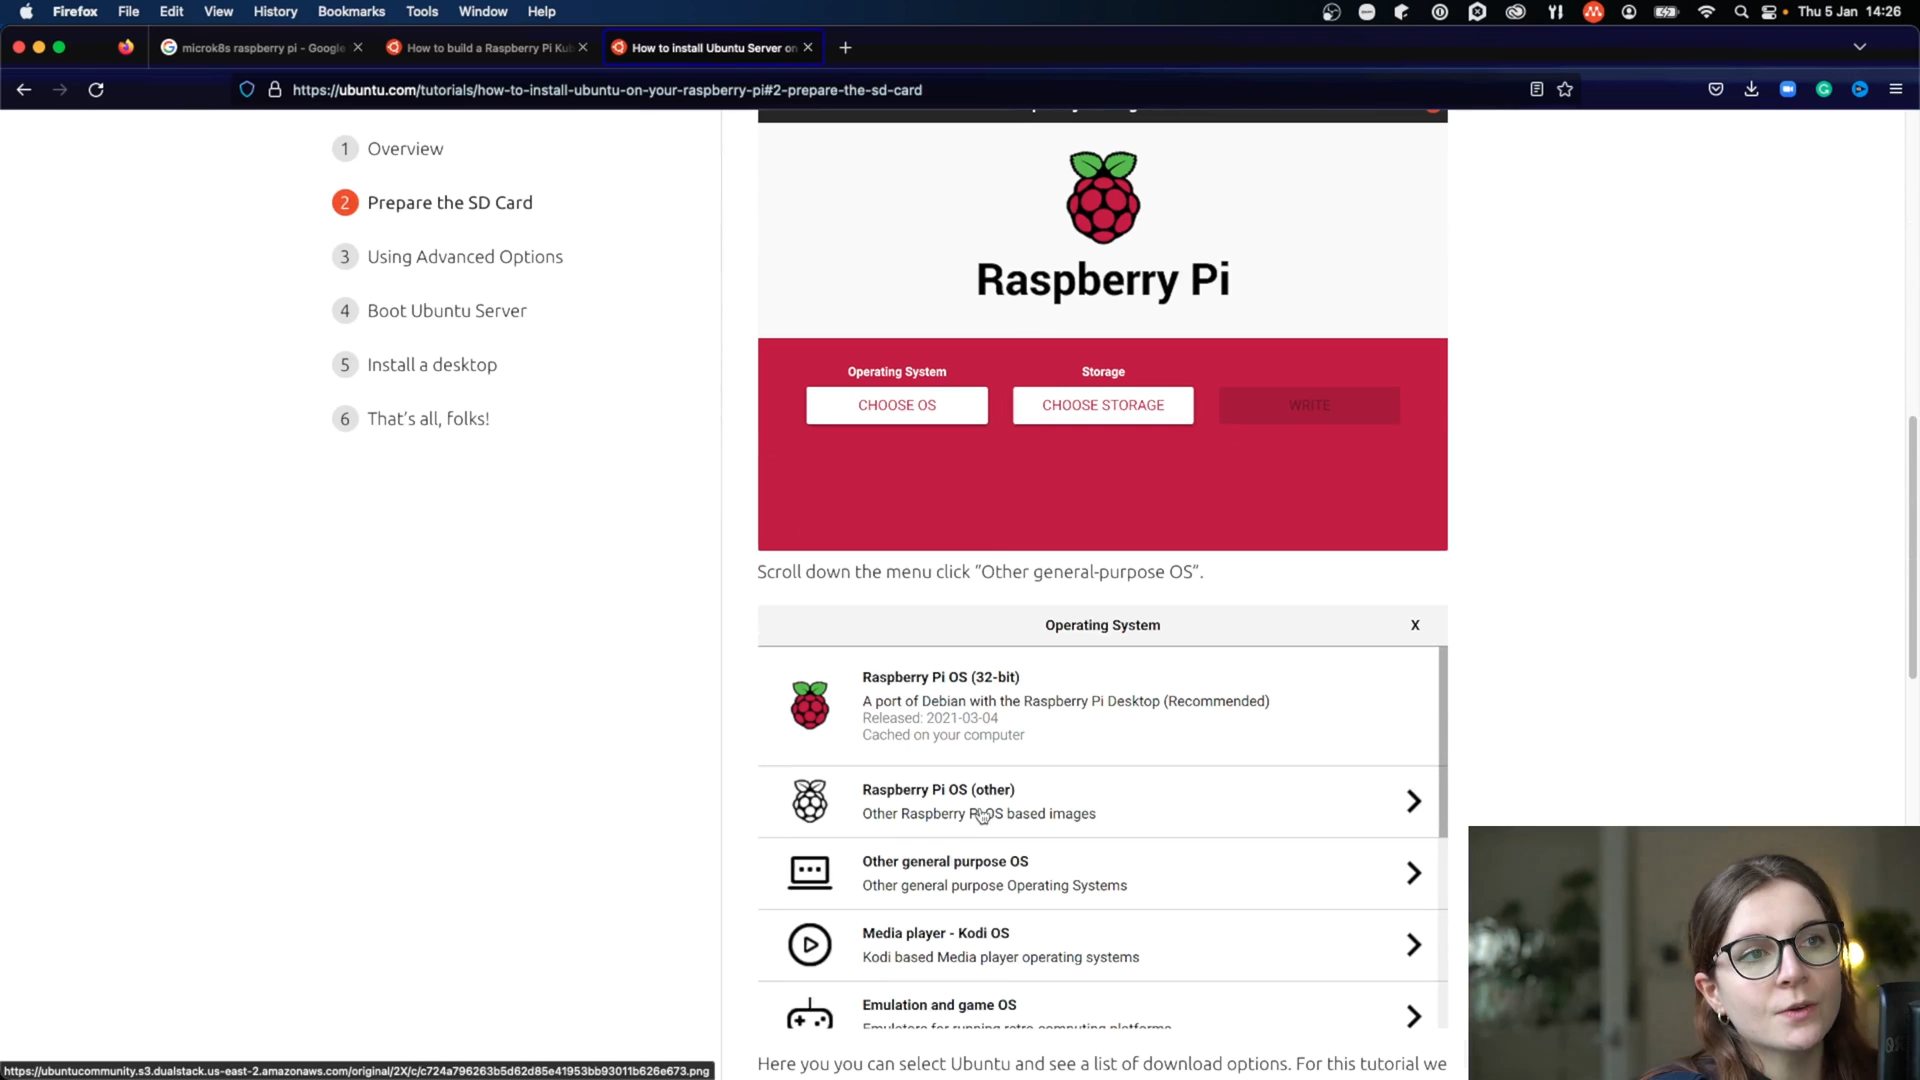 Firefox File Edit View History Bookmarks Tools Window Help Thu 5 Jan 14:26
microk8s raspberry pi - Google How to build a Raspberry Pi Kub How to install Ubuntu Server on
https://ubuntu.com/tutorials/how-to-install-ubuntu-on-your-raspberry-pi#2-prepare-the-sd-card
1 Overview
2 Prepare the SD Card
3 Using Advanced Options
4 Boot Ubuntu Server
5 Install a desktop
6 That's all, folks!
Raspberry Pi
Operating System Storage
CHOOSE OS CHOOSE STORAGE WRITE
Scroll down the menu click “Other general-purpose OS”.
Operating System X
Raspberry Pi OS (32-bit)
A port of Debian with the Raspberry Pi Desktop (Recommended)
Released: 2021-03-04
Cached on your computer
Raspberry Pi OS (other)
Other Raspberry Pi OS based images
Other general purpose OS
Other general purpose Operating Systems
Media player - Kodi OS
Kodi based Media player operating systems
Emulation and game OS
Emulators for running retro-computing platforms
Here you you can select Ubuntu and see a list of download options. For this tutorial we
https://ubuntucommunity.s3.dualstack.us-east-2.amazonaws.com/original/2X/c/c724a796263b5d62d85e41953bb93011b626e673.png